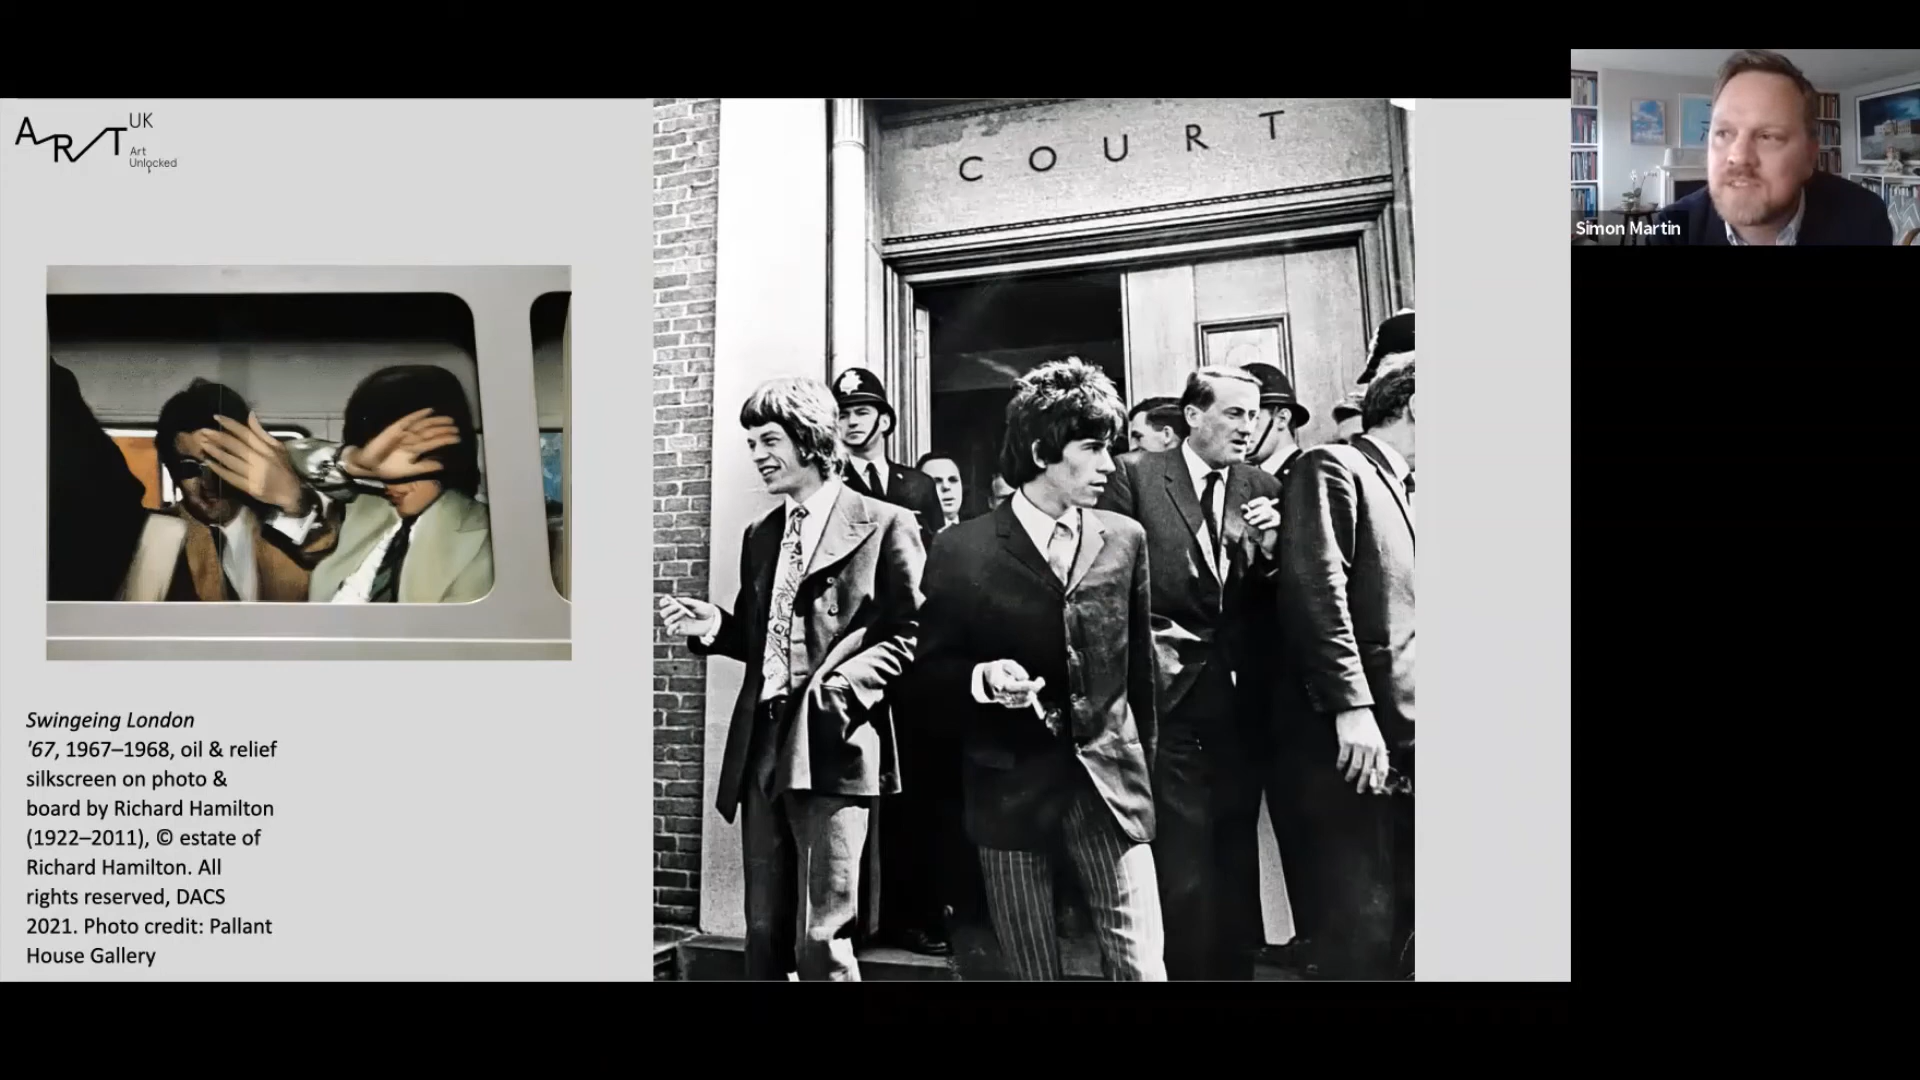 ART UK
Art
Unlocked
COURT
Simon Martin
Swingeing London
'67, 1967–1968, oil & relief
silkscreen on photo &
board by Richard Hamilton
(1922–2011), © estate of
Richard Hamilton. All
rights reserved, DACS
2021. Photo credit: Pallant
House Gallery